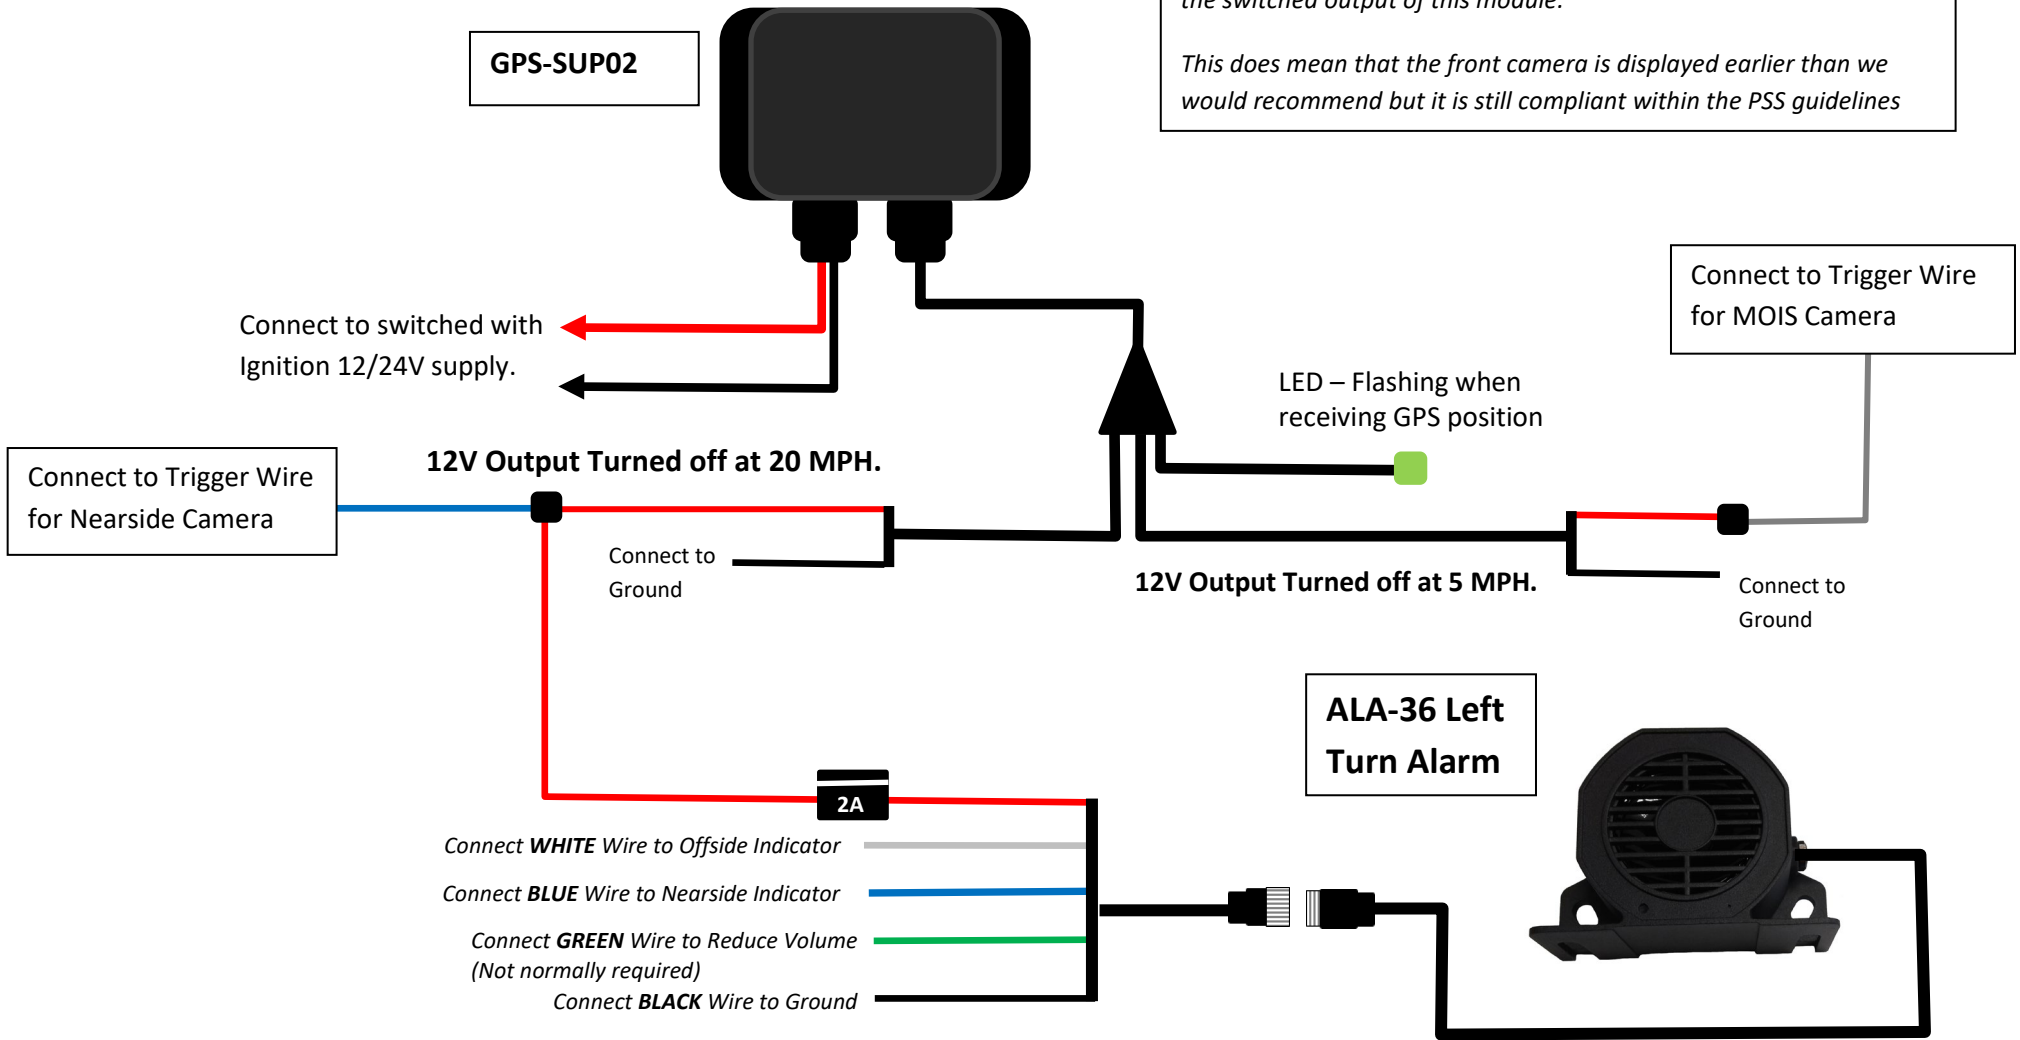 the switched output of this module.
This does mean that the front camera is displayed earlier than we
would recommend but it is still compliant within the PSS guidelines
GPS-SUP02
Connect to Trigger Wire
for MOIS Camera
Connect to switched with
Ignition 12/24V supply.
LED – Flashing when
receiving GPS position
12V Output Turned off at 20 MPH.
Connect to Trigger Wire
for Nearside Camera
Connect to
Ground
12V Output Turned off at 5 MPH.
Connect to
Ground
ALA-36 Left
Turn Alarm
2A
Connect WHITE Wire to Offside Indicator
Connect BLUE Wire to Nearside Indicator
Connect GREEN Wire to Reduce Volume
(Not normally required)
Connect BLACK Wire to Ground